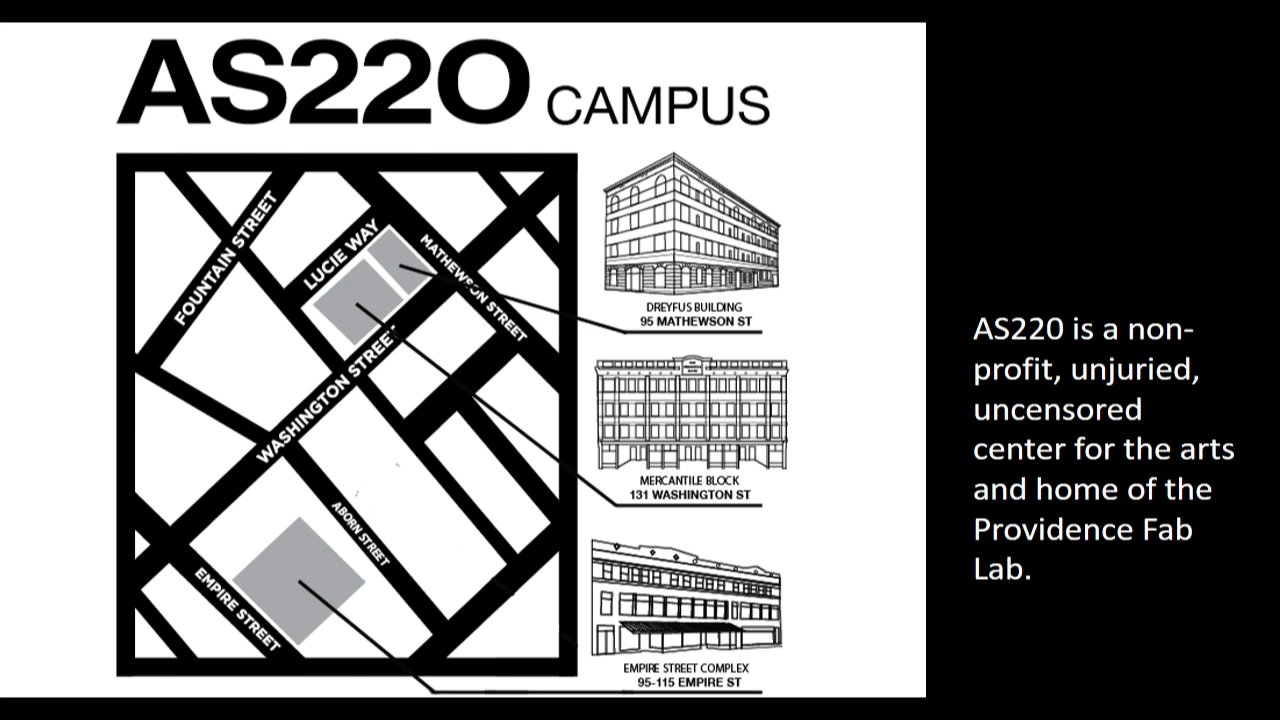 AS220 CAMPUS
FOUNTAIN STREET
LUCIE WAY
MATHEWSON STREET
WASHINGTON STREET
ABORN STREET
EMPIRE STREET
DREYFUS BUILDING
95 MATHEWSON ST
MERCANTILE BLOCK
131 WASHINGTON ST
EMPIRE STREET COMPLEX
95-115 EMPIRE ST
AS220 is a non-
profit, unjuried,
uncensored
center for the arts
and home of the
Providence Fab
Lab.